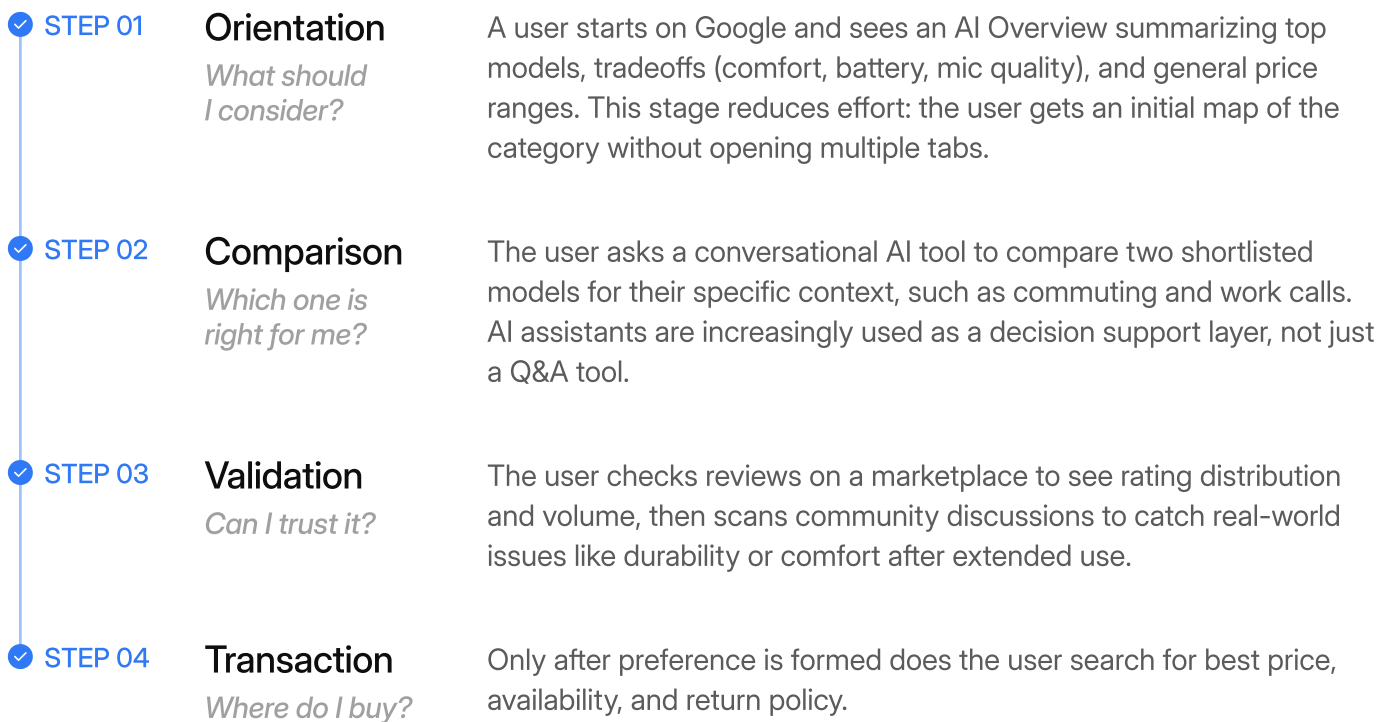 STEP 01
Orientation
What should
I consider?
A user starts on Google and sees an AI Overview summarizing top
models, tradeoffs (comfort, battery, mic quality), and general price
ranges. This stage reduces effort: the user gets an initial map of the
category without opening multiple tabs.
STEP 02
Comparison
Which one is
right for me?
The user asks a conversational AI tool to compare two shortlisted
models for their specific context, such as commuting and work calls.
AI assistants are increasingly used as a decision support layer, not just
a Q&A tool.
STEP 03
Validation
Can I trust it?
The user checks reviews on a marketplace to see rating distribution
and volume, then scans community discussions to catch real-world
issues like durability or comfort after extended use.
STEP 04
Transaction
Where do I buy?
Only after preference is formed does the user search for best price,
availability, and return policy.